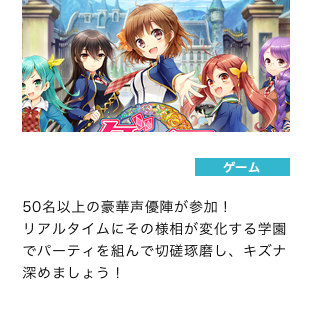 ゲーム
50名以上の豪華声優陣が参加！
リアルタイムにその様相が変化する学園
でパーティを組んで切磋琢磨し、キズナ
深めましょう！